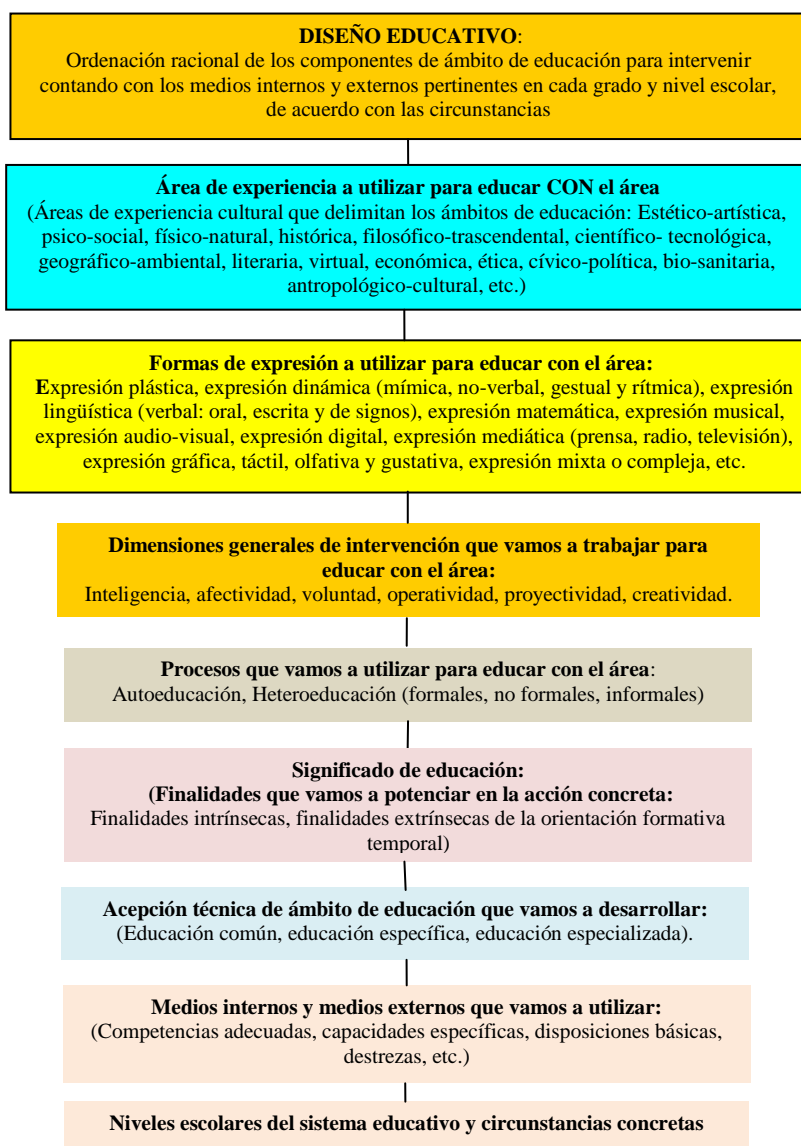 DISEÑO EDUCATIVO:
Ordenación racional de los componentes de ámbito de educación para intervenir
contando con los medios internos y externos pertinentes en cada grado y nivel escolar,
de acuerdo con las circunstancias
Área de experiencia a utilizar para educar CON el área
(Áreas de experiencia cultural que delimitan los ámbitos de educación: Estético-artística,
psico-social, físico-natural, histórica, filosófico-trascendental, científico- tecnológica,
geográfico-ambiental, literaria, virtual, económica, ética, cívico-política, bio-sanitaria,
antropológico-cultural, etc.)
Formas de expresión a utilizar para educar con el área:
Expresión plástica, expresión dinámica (mímica, no-verbal, gestual y rítmica), expresión
lingüística (verbal: oral, escrita y de signos), expresión matemática, expresión musical,
expresión audio-visual, expresión digital, expresión mediática (prensa, radio, televisión),
expresión gráfica, táctil, olfativa y gustativa, expresión mixta o compleja, etc.
Dimensiones generales de intervención que vamos a trabajar para
educar con el área:
Inteligencia, afectividad, voluntad, operatividad, proyectividad, creatividad.
Procesos que vamos a utilizar para educar con el área:
Autoeducación, Heteroeducación (formales, no formales, informales)
Significado de educación:
(Finalidades que vamos a potenciar en la acción concreta:
Finalidades intrínsecas, finalidades extrínsecas de la orientación formativa
temporal)
Acepción técnica de ámbito de educación que vamos a desarrollar:
(Educación común, educación específica, educación especializada).
Medios internos y medios externos que vamos a utilizar:
(Competencias adecuadas, capacidades específicas, disposiciones básicas,
destrezas, etc.)
Niveles escolares del sistema educativo y circunstancias concretas